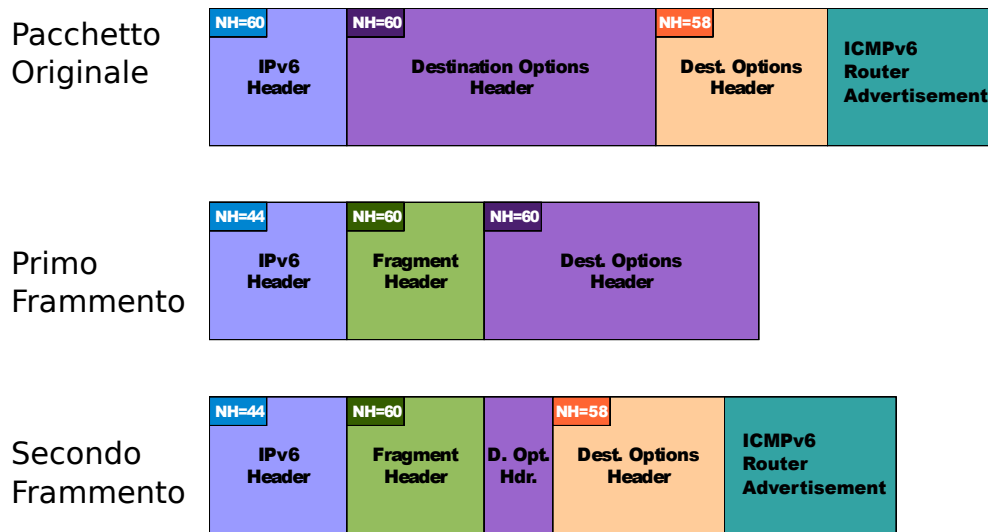 Pacchetto
Originale
NH=60
IPv6
Header
NH=60
Destination Options
Header
NH=58
Dest. Options
Header
ICMPv6
Router
Advertisement
Primo
Frammento
NH=44
IPv6
Header
NH=60
Fragment
Header
NH=60
Dest. Options
Header
Secondo
Frammento
NH=44
IPv6
Header
NH=60
Fragment
Header
D. Opt.
Hdr.
NH=58
Dest. Options
Header
ICMPv6
Router
Advertisement